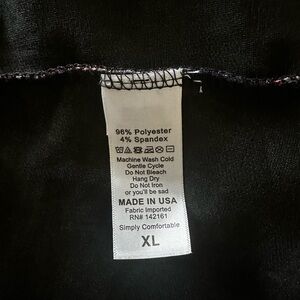 96% Polyester
4% Spandex
Machine Wash Cold
Gentle Cycle
Do Not Bleach
Hang Dry
Do Not Iron
or you'll be sad
MADE IN USA
Fabric Imported
RN# 142161
Simply Comfortable
XL